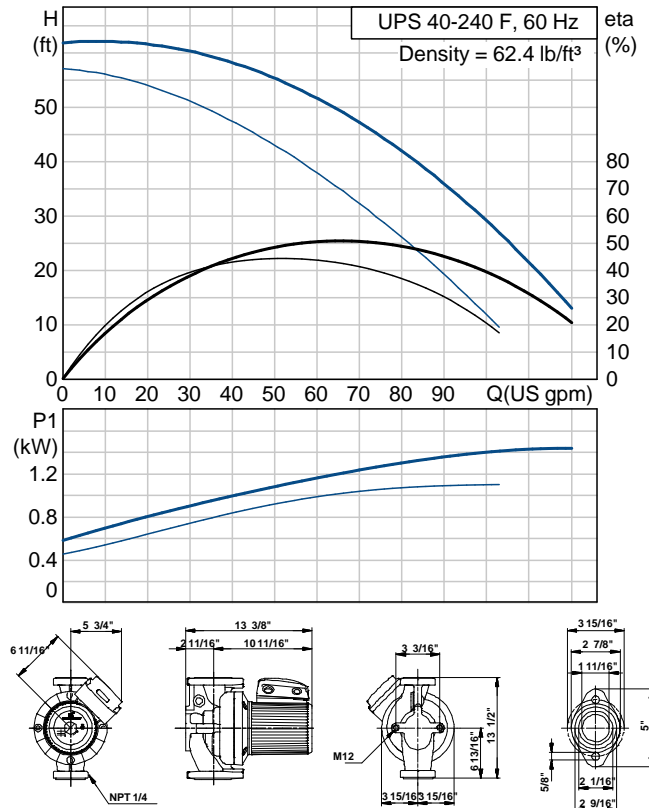 H
(ft)
UPS 40-240 F, 60 Hz
Density = 62.4 lb/ft³
eta
(%)
50
40
30
20
10
0
80
70
60
50
40
30
20
10
0
0 10 20 30 40 50 60 70 80 90 Q(US gpm)
P1
(kW)
1.2
0.8
0.4
0
5 3/4"
6 11/16"
NPT 1/4
13 3/8"
2 11/16" 10 11/16"
3 3/16"
M12
6 13/16"
13 1/2"
3 15/16" 3 15/16"
3 15/16"
2 7/8"
1 11/16"
5"
5/8"
2 1/16"
2 9/16"